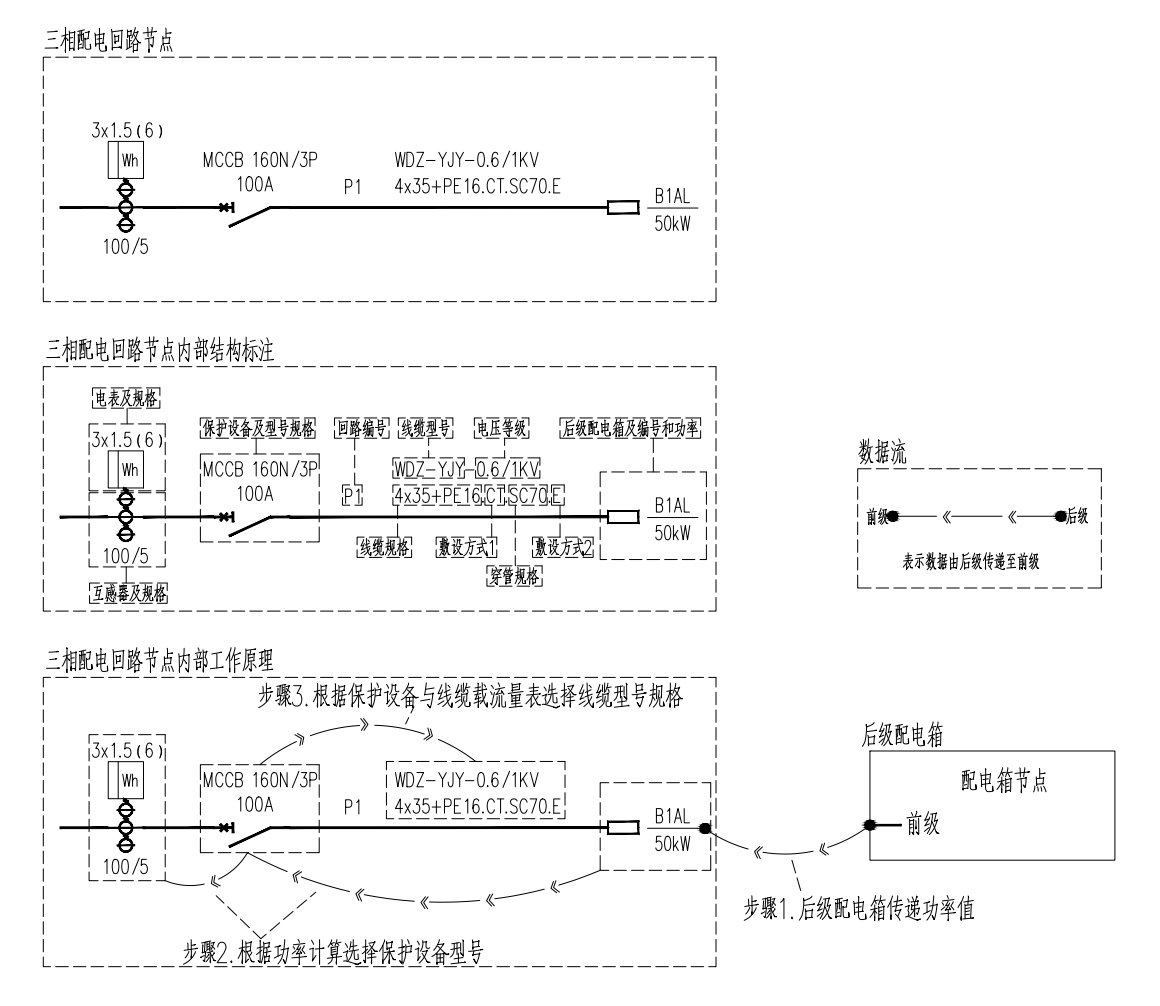 三相配电回路节点
3x1.5(6)
Wh
MCCB 160N/3P
100A
P1
WDZ-YJY-0.6/1KV
4x35+PE16.CT.SC70.E
B1AL
50kW
100/5
三相配电回路节点内部结构标注
电表及规格
保护设备及型号规格
回路编号
线缆型号
电压等级
后级配电箱及编号和功率
3x1.5(6)
Wh
MCCB 160N/3P
100A
P1
WDZ-YJY-0.6/1KV
4x35+PE16.CT.SC70.E
B1AL
50kW
100/5
线缆规格
敷设方式1
敷设方式2
穿管规格
互感器及规格
数据流
前级
后级
表示数据由后级传递至前级
三相配电回路节点内部工作原理
步骤3.根据保护设备与线缆载流量表选择线缆型号规格
3x1.5(6)
Wh
MCCB 160N/3P
100A
P1
WDZ-YJY-0.6/1KV
4x35+PE16.CT.SC70.E
B1AL
50kW
100/5
后级配电箱
配电箱节点
前级
步骤1.后级配电箱传递功率值
步骤2.根据功率计算选择保护设备型号